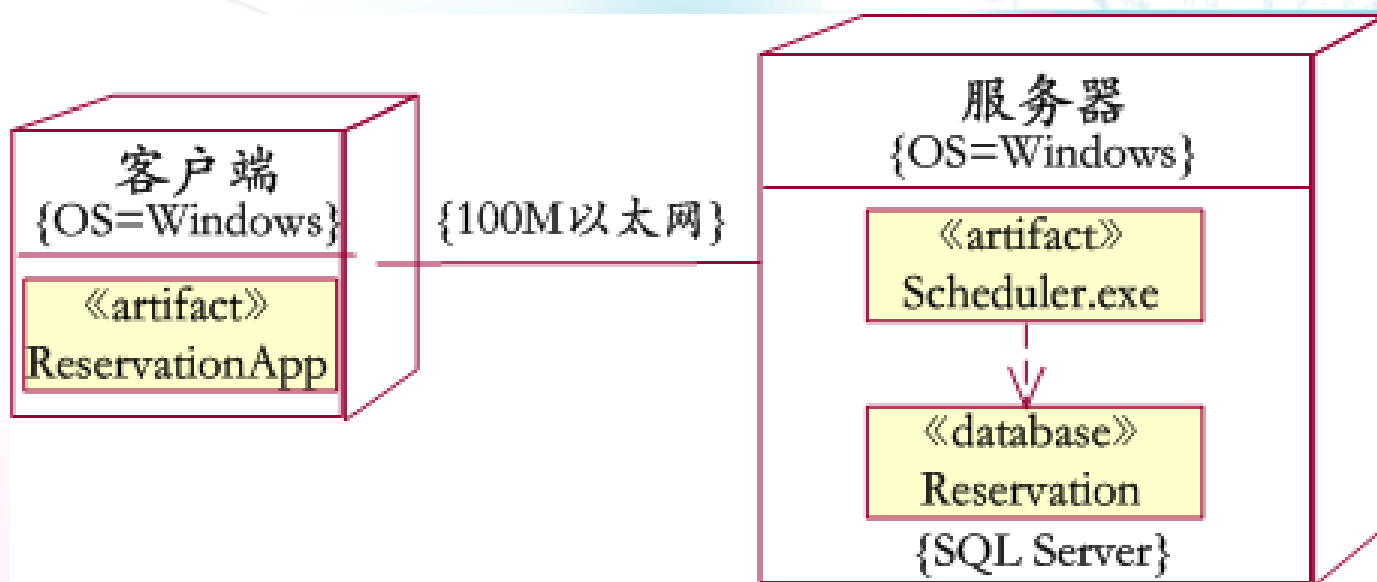 客户端
{OS=Windows}
《artifact》
ReservationApp
{100M以太网}
服务器
{OS=Windows}
《artifact》
Scheduler.exe
《database》
Reservation
{SQL Server}